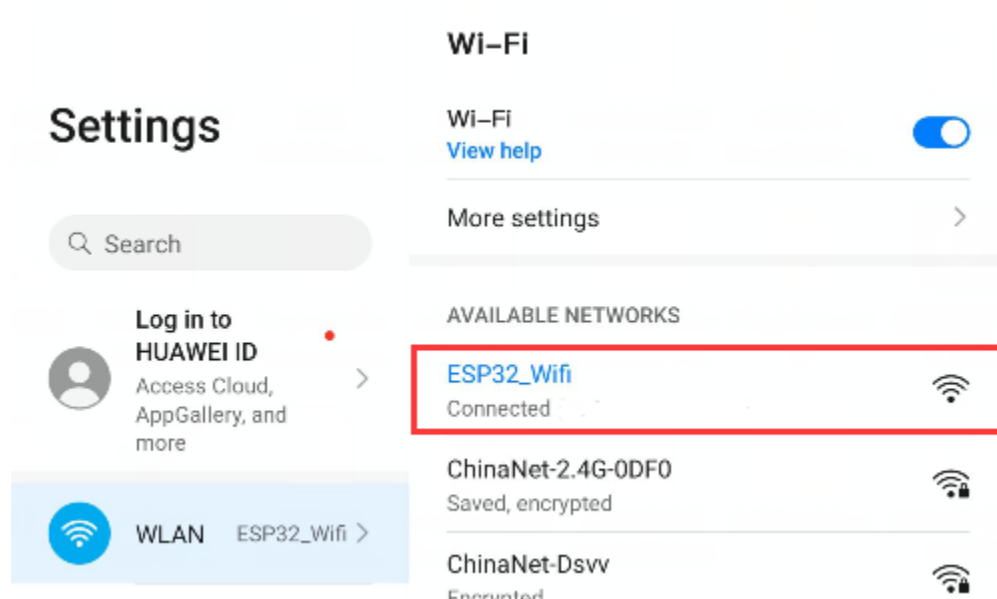 Settings
Search
Log in to
HUAWEI ID
Access Cloud,
AppGallery, and
more
WLAN ESP32_Wifi
Wi–Fi
Wi–Fi
View help
More settings
AVAILABLE NETWORKS
ESP32_Wifi
Connected
ChinaNet-2.4G-0DF0
Saved, encrypted
ChinaNet-Dsvv
Encrypted